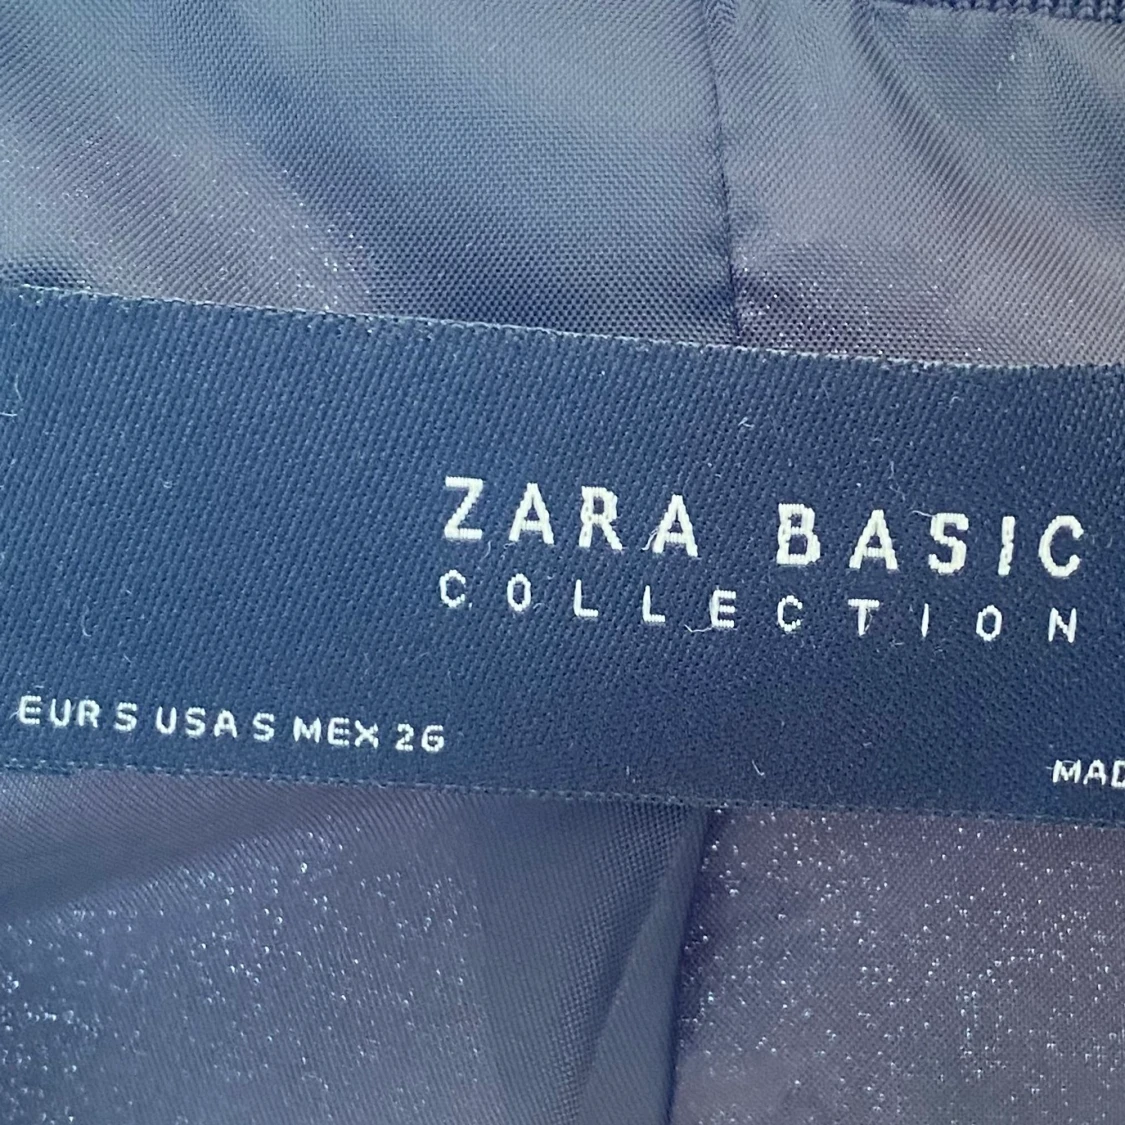 ZARA BASIC
COLLECTION
EUR S USA S MEX 26
MAD